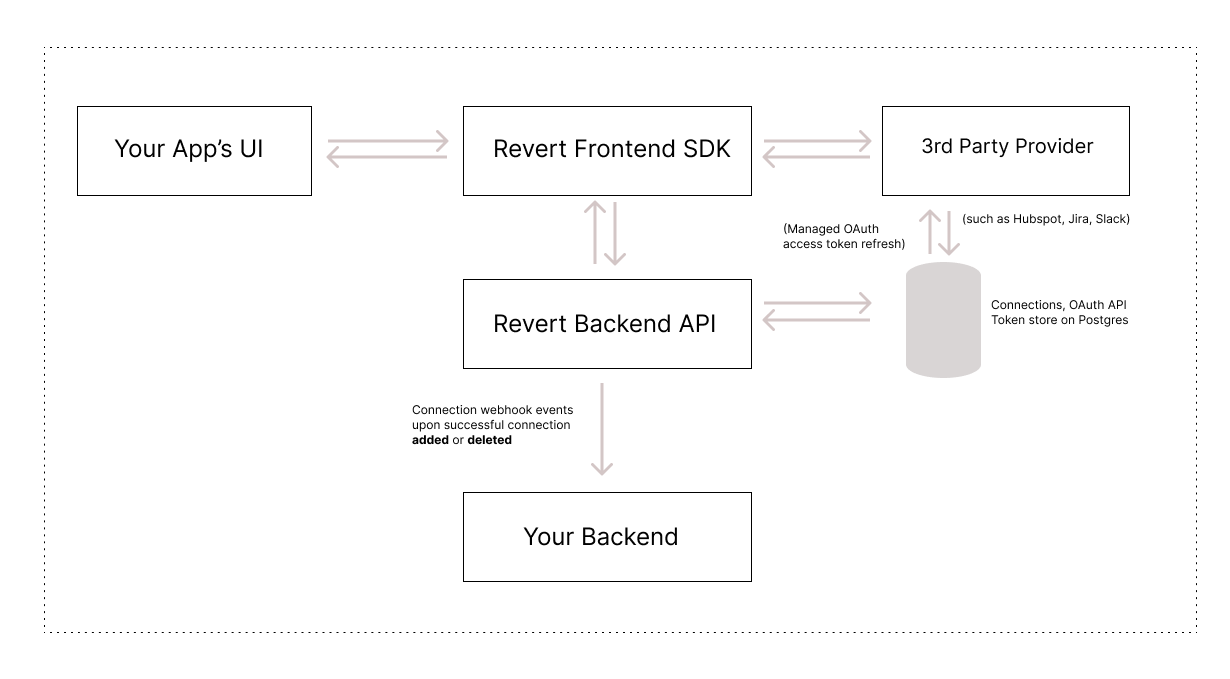 Your App’s UI
Revert Frontend SDK
3rd Party Provider
(such as Hubspot, Jira, Slack)
(Managed OAuth
access token refresh)
Revert Backend API
Connections, OAuth API
Token store on Postgres
Connection webhook events
upon successful connection
added or deleted
Your Backend